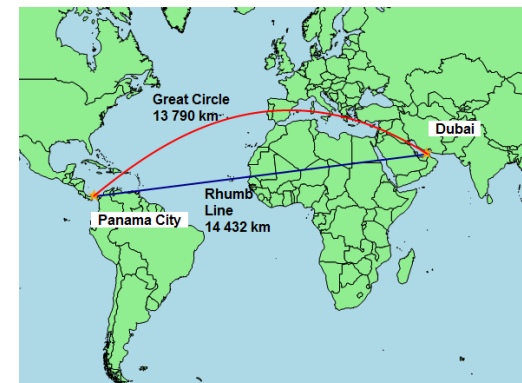 Great Circle
13 790 km
Dubai
Rhumb
Line
14 432 km
Panama City